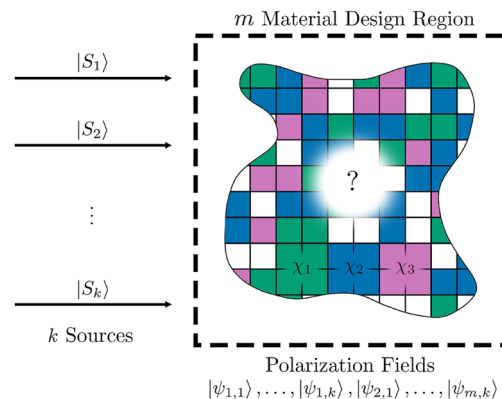 m Material Design Region
|S₁⟩
|S₂⟩
⋮
|Sₖ⟩
k Sources
?
χ₁ χ₂ χ₃
Polarization Fields
|ψ₁,₁⟩, …, |ψ₁,ₖ⟩, |ψ₂,₁⟩, …, |ψₘ,ₖ⟩